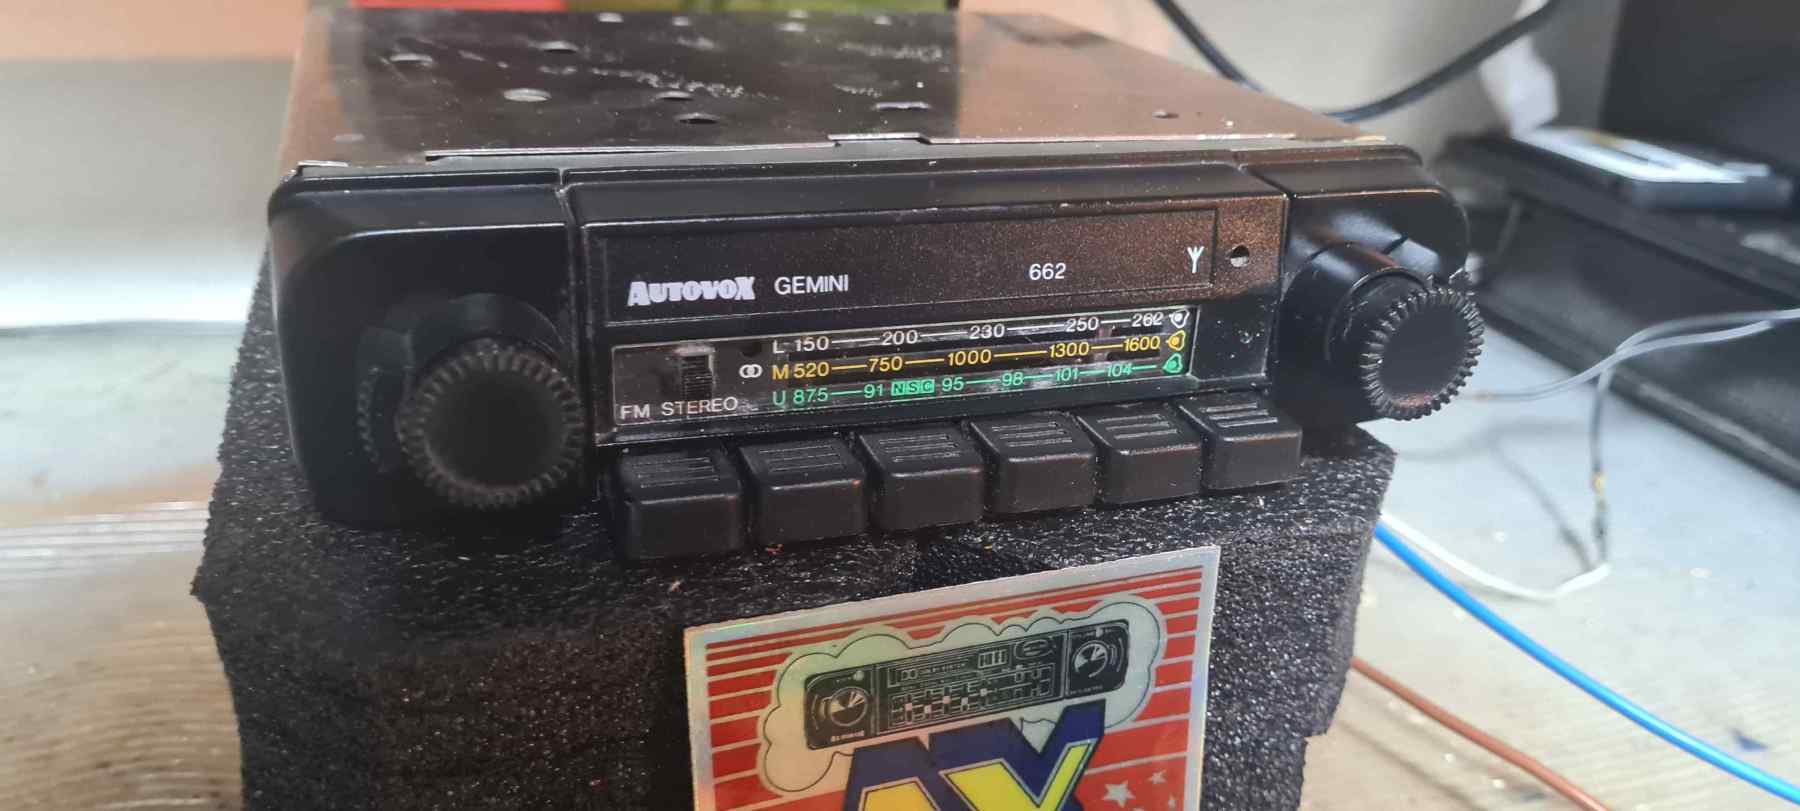 AUTOVOX GEMINI 662
L 150 200 230 250 262
M 520 750 1000 1300 1600
U 87.5 91 NSC 95 98 101 104
FM STEREO
AX